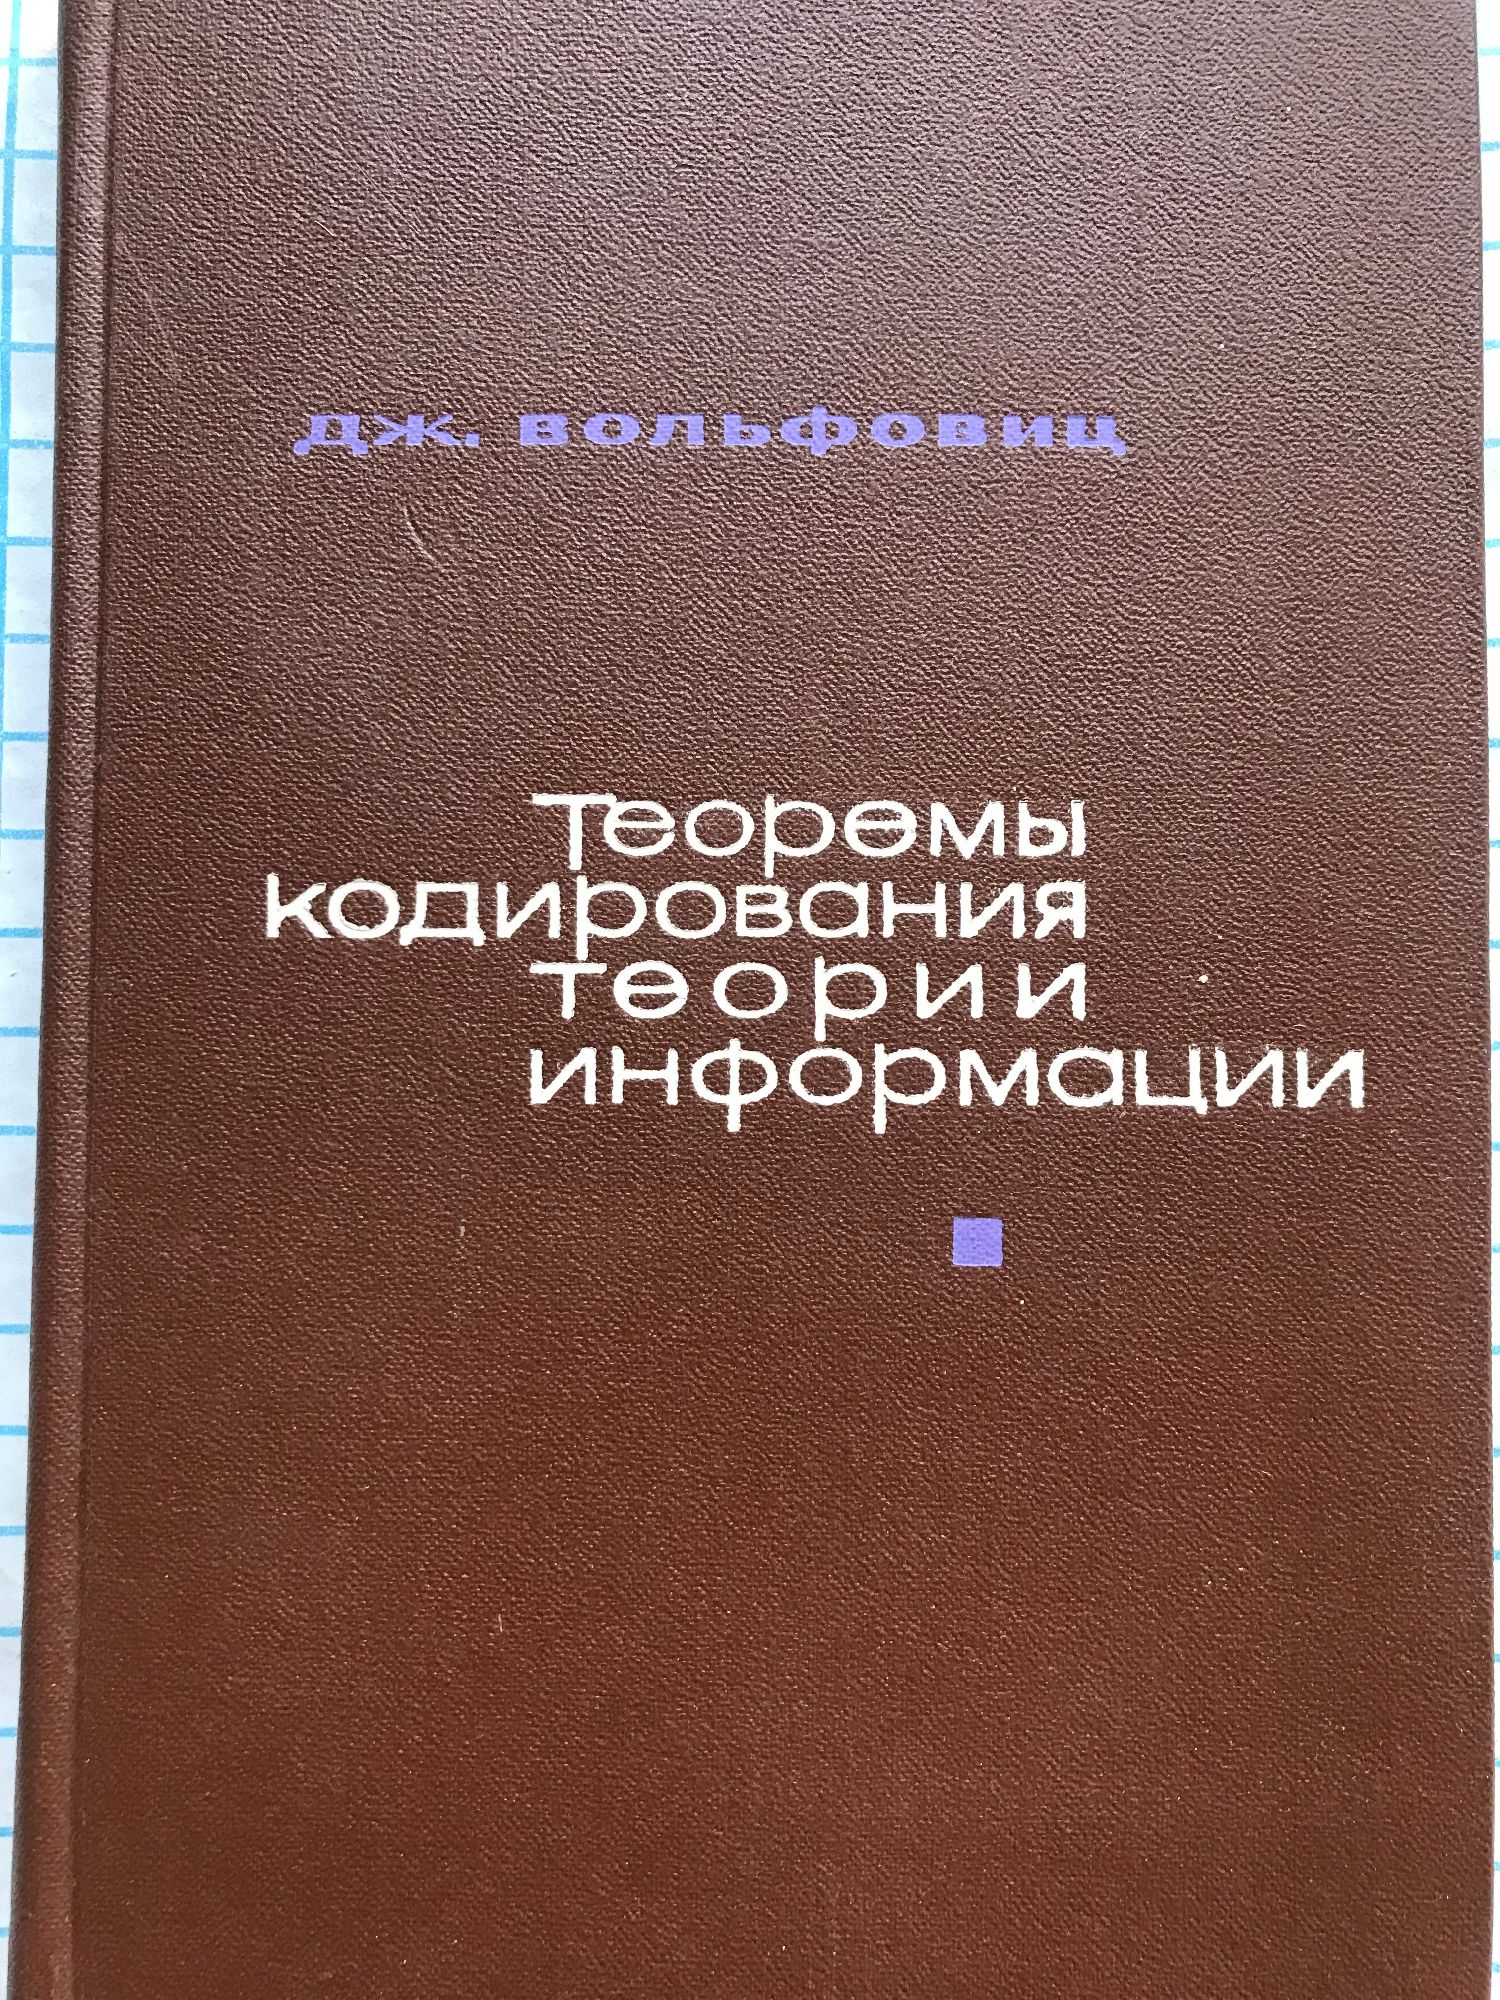 дж. вольфовиц
теоремы
кодирования
теории
информации